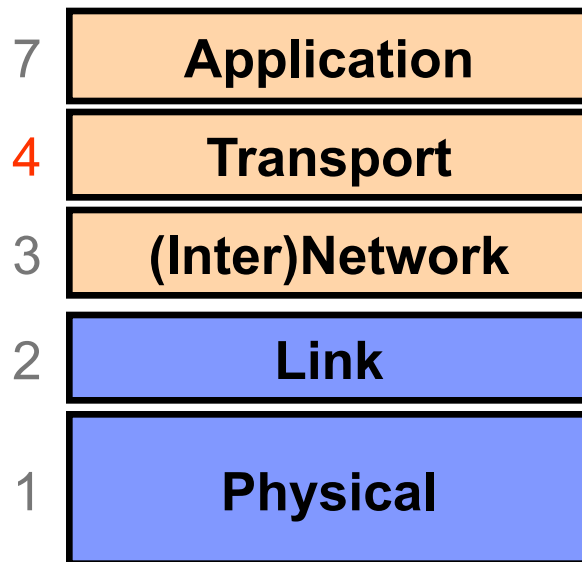 7 Application
4 Transport
3 (Inter)Network
2 Link
1 Physical